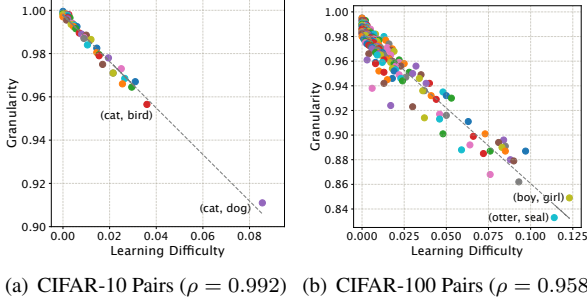 1.00
0.98
0.96
0.94
0.92
0.90
Granularity
(cat, bird)
(cat, dog)
0.00 0.02 0.04 0.06 0.08
Learning Difficulty
1.00
0.98
0.96
0.94
0.92
0.90
0.88
0.86
0.84
Granularity
(boy, girl)
(otter, seal)
0.000 0.025 0.050 0.075 0.100 0.125
Learning Difficulty
(a) CIFAR-10 Pairs (ρ = 0.992) (b) CIFAR-100 Pairs (ρ = 0.958